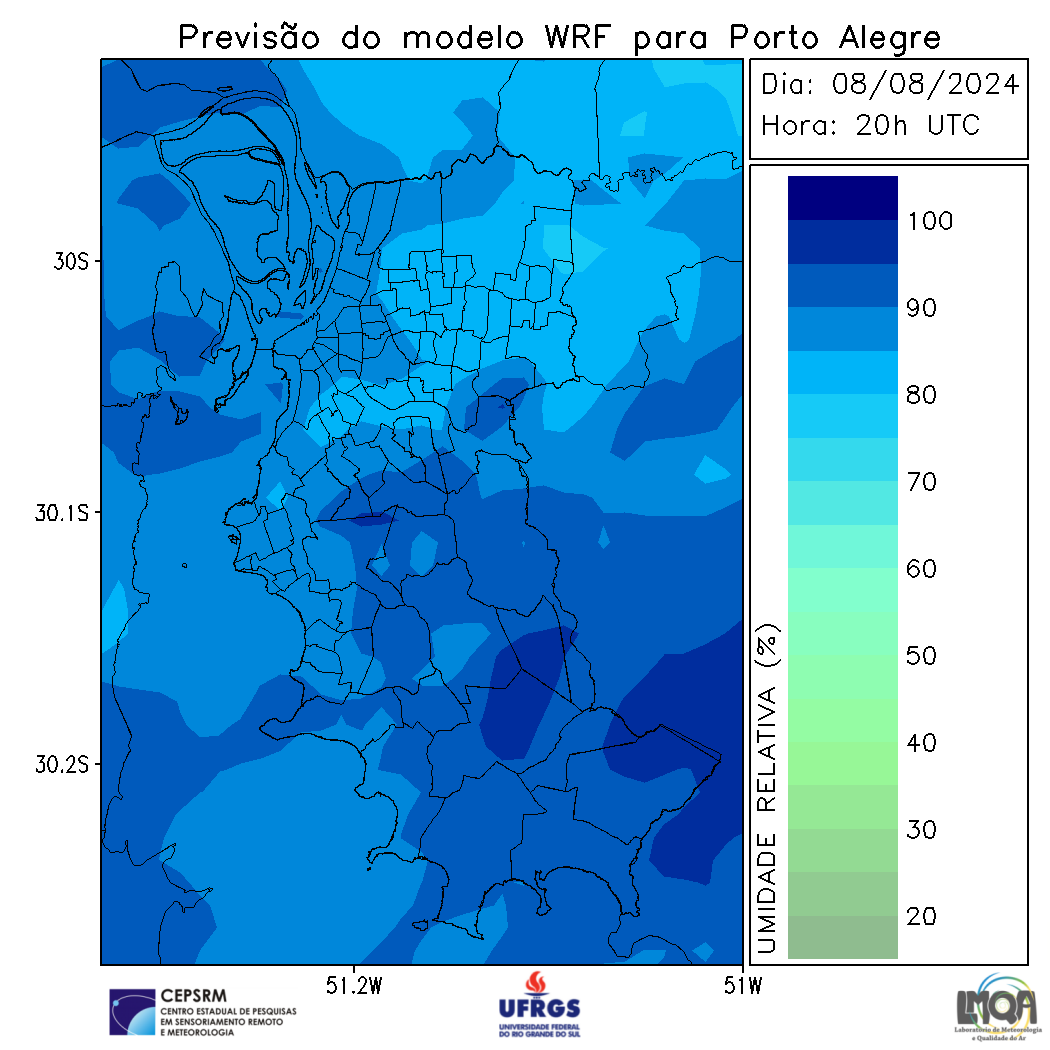 Previsão do modelo WRF para Porto Alegre
Dia: 08/08/2024
Hora: 20h UTC
100
90
80
70
60
50
40
30
20
UMIDADE RELATIVA (%)
30S
30.1S
30.2S
51.2W
51W
CEPSRM
CENTRO ESTADUAL DE PESQUISAS
EM SENSORIAMENTO REMOTO
E METEOROLOGIA
UFRGS
UNIVERSIDADE FEDERAL
DO RIO GRANDE DO SUL
LMQA
Laboratório de Meteorologia
e Qualidade do Ar